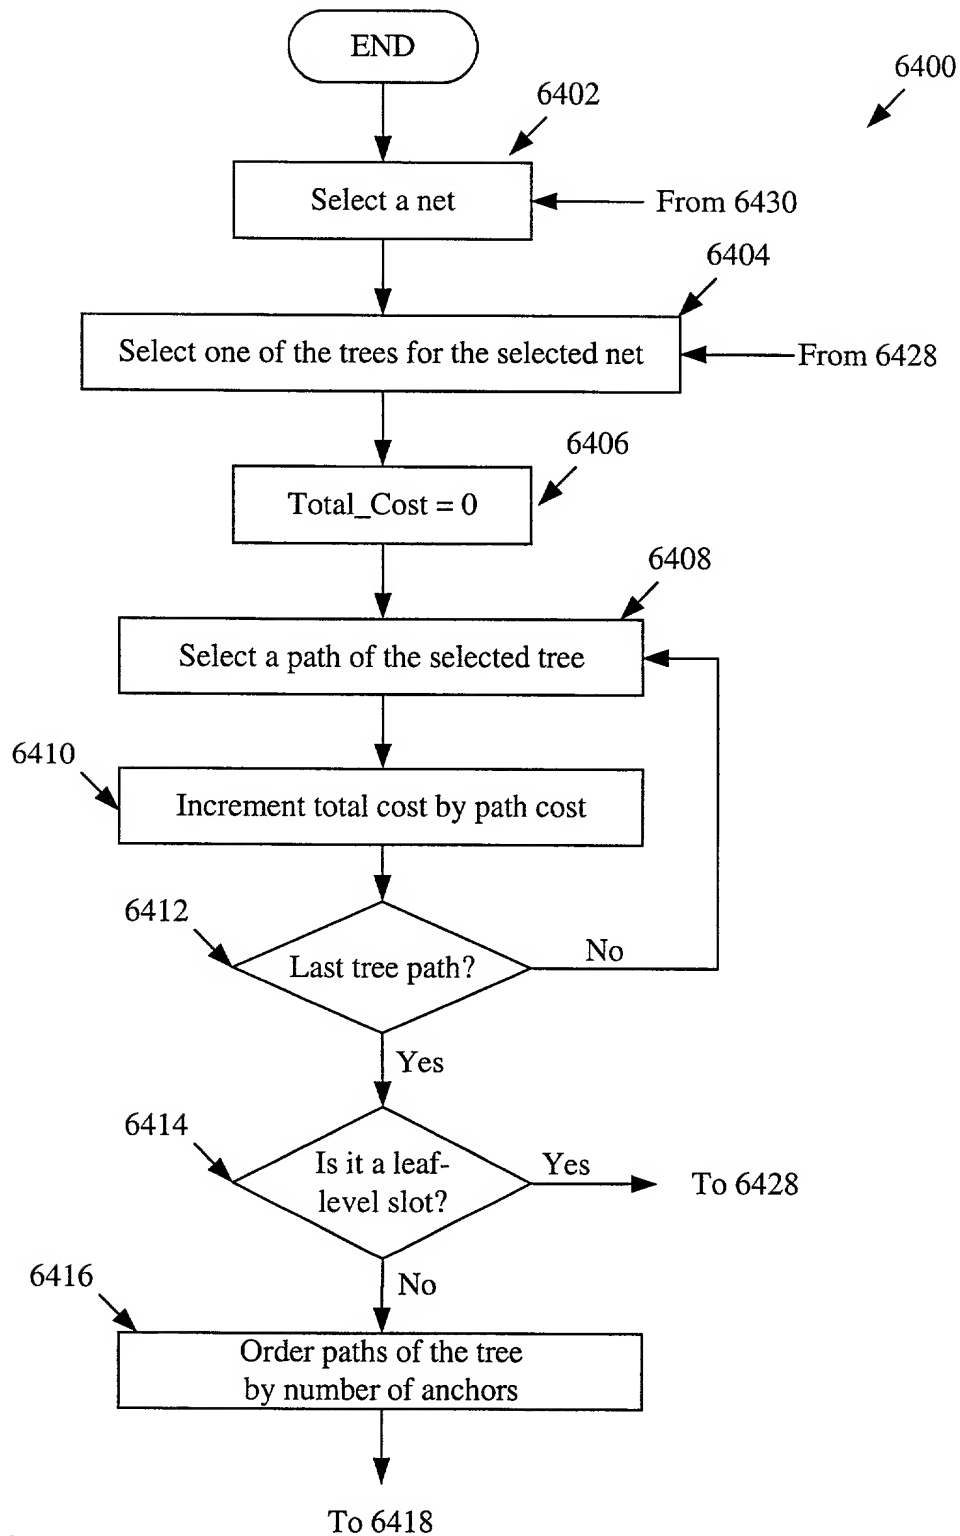 END
6400
6402
Select a net
From 6430
6404
Select one of the trees for the selected net
From 6428
6406
Total_Cost = 0
6408
Select a path of the selected tree
6410
Increment total cost by path cost
6412
Last tree path?
No
Yes
6414
Is it a leaf-
level slot?
Yes
To 6428
No
6416
Order paths of the tree
by number of anchors
To 6418